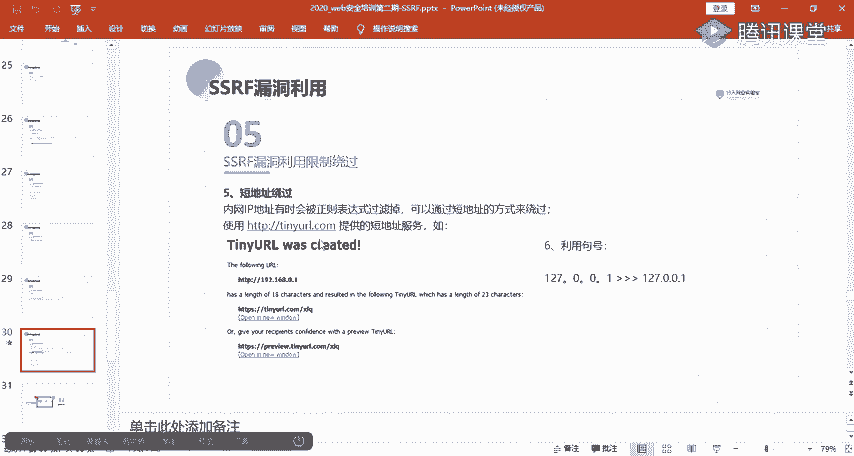 2020_web安全培训第二期-SSRF.pptx - PowerPoint (未经授权产品)
登录
文件 开始 插入 设计 切换 动画 幻灯片放映 审阅 视图 帮助 操作说明搜索
共享
腾讯课堂
25
26
27
28
29
30
31
SSRF漏洞利用
05
SSRF漏洞利用限制绕过
5、短地址绕过
内网IP地址有时会被正则表达式过滤掉，可以通过短地址的方式来绕过；
使用 http://tinyurl.com 提供的短地址服务，如：
TinyURL was created!
The following URL:
http://192.168.0.1
has a length of 18 characters and resulted in the following TinyURL which has a length of 23 characters:
https://tinyurl.com/xlq
[Open in new window]
Or, give your recipients confidence with a preview TinyURL:
https://preview.tinyurl.com/xlq
[Open in new window]
6、利用句号：
127。0。0。1 >>> 127.0.0.1
单击此处添加备注
备注 批注
79%